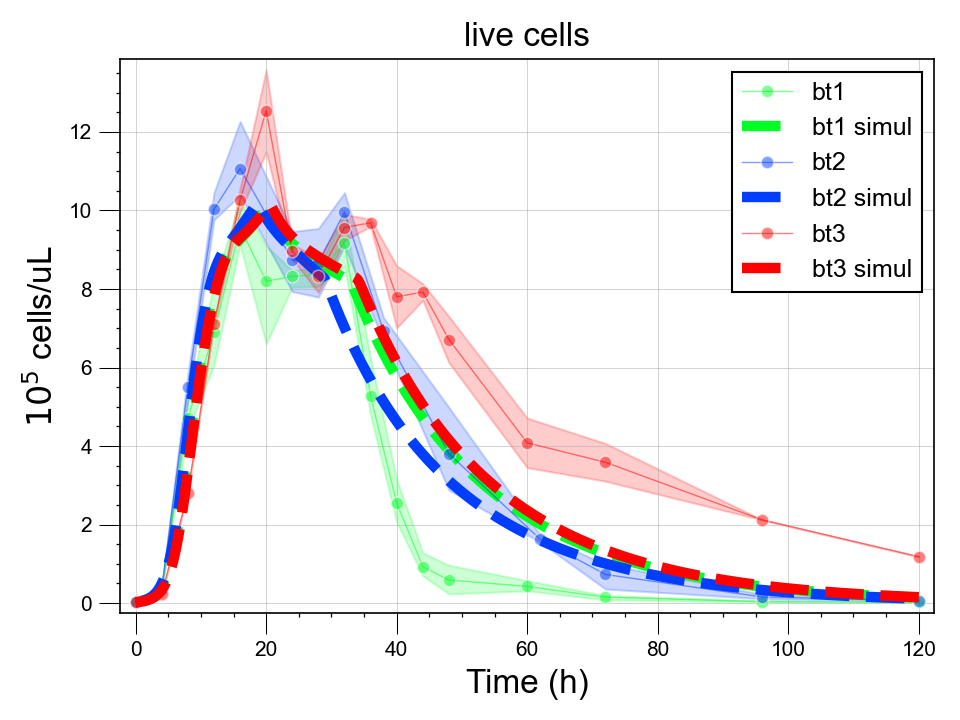 live cells
10⁵ cells/uL
12
10
8
6
4
2
0
0 20 40 60 80 100 120
Time (h)
bt1
bt1 simul
bt2
bt2 simul
bt3
bt3 simul